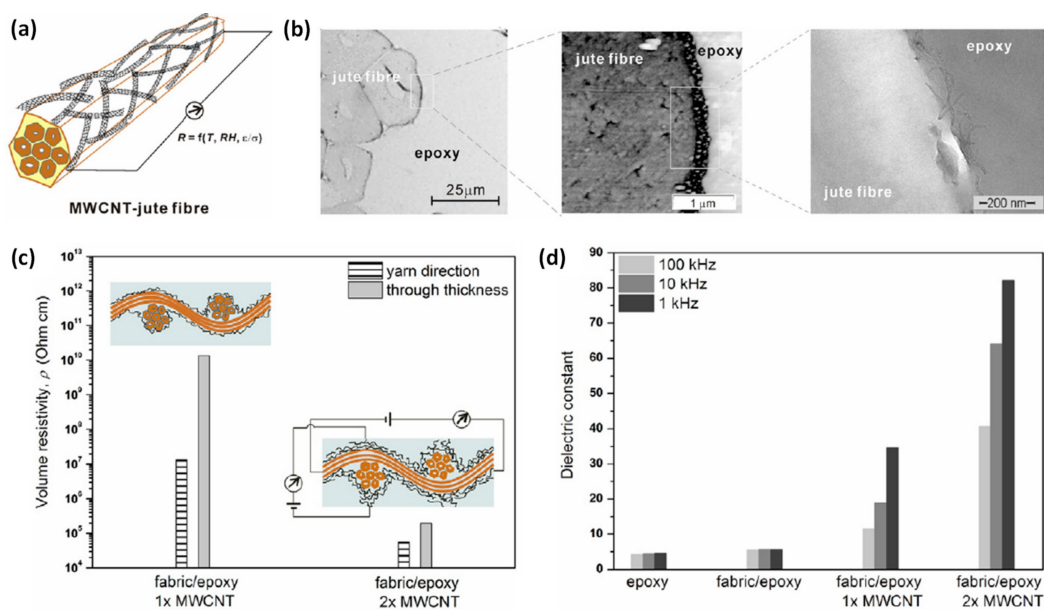 (a)
R = f(T, RH, ε/σ)
MWCNT-jute fibre
(b)
jute fibre
epoxy
25μm
jute fibre
epoxy
1 μm
epoxy
jute fibre
200 nm
(c)
Volume resistivity, ρ (Ohm cm)
10^13
10^12
10^11
10^10
10^9
10^8
10^7
10^6
10^5
10^4
yarn direction
through thickness
fabric/epoxy
1x MWCNT
fabric/epoxy
2x MWCNT
(d)
Dielectric constant
90
80
70
60
50
40
30
20
10
0
100 kHz
10 kHz
1 kHz
epoxy
fabric/epoxy
fabric/epoxy
1x MWCNT
fabric/epoxy
2x MWCNT